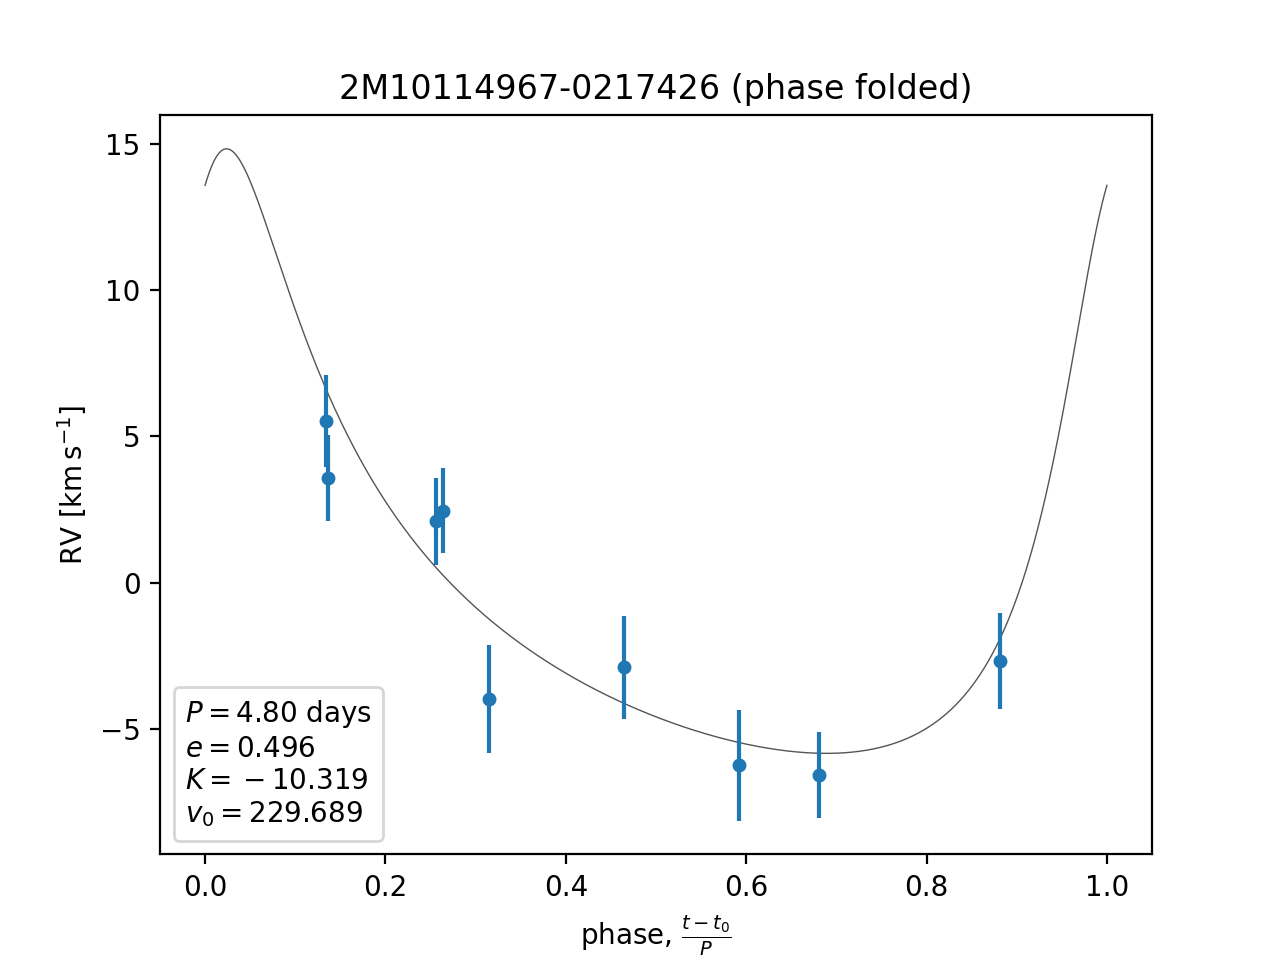 2M10114967-0217426 (phase folded)
RV [km s⁻¹]
15
10
5
0
−5
P = 4.80 days
e = 0.496
K = − 10.319
v₀ = 229.689
0.0 0.2 0.4 0.6 0.8 1.0
phase, (t − t₀)/P